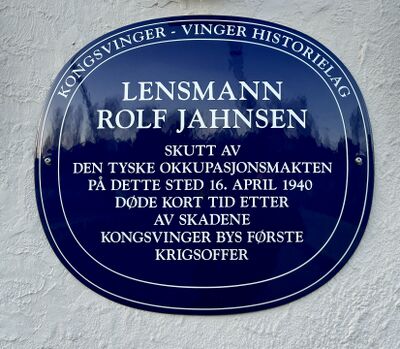 KONGSVINGER - VINGER HISTORIELAG
LENSMANN
ROLF JAHNSEN
SKUTT AV
DEN TYSKE OKKUPASJONSMAKTEN
PÅ DETTE STED 16. APRIL 1940
DØDE KORT TID ETTER
AV SKADENE
KONGSVINGER BYS FØRSTE
KRIGSOFFER